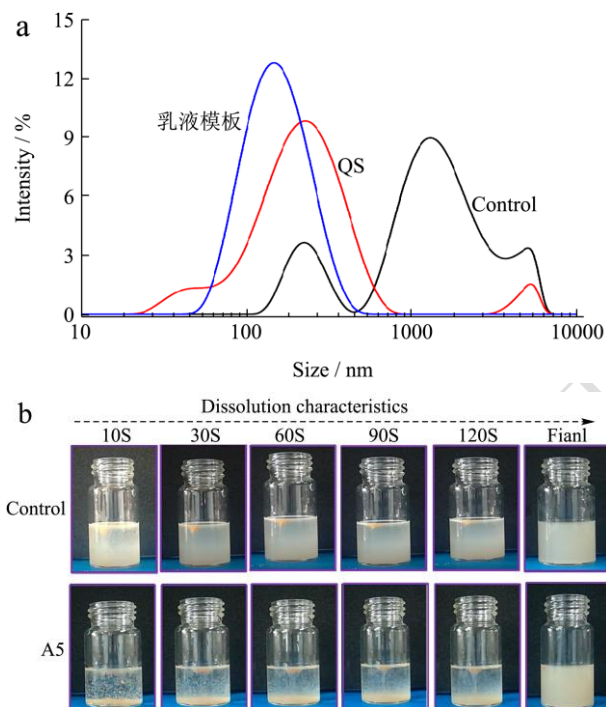 a
15
12
9
6
3
0
Intensity / %
乳液模板
QS
Control
10 100 1000 10000
Size / nm
b
Dissolution characteristics
10S 30S 60S 90S 120S Fianl
Control
A5